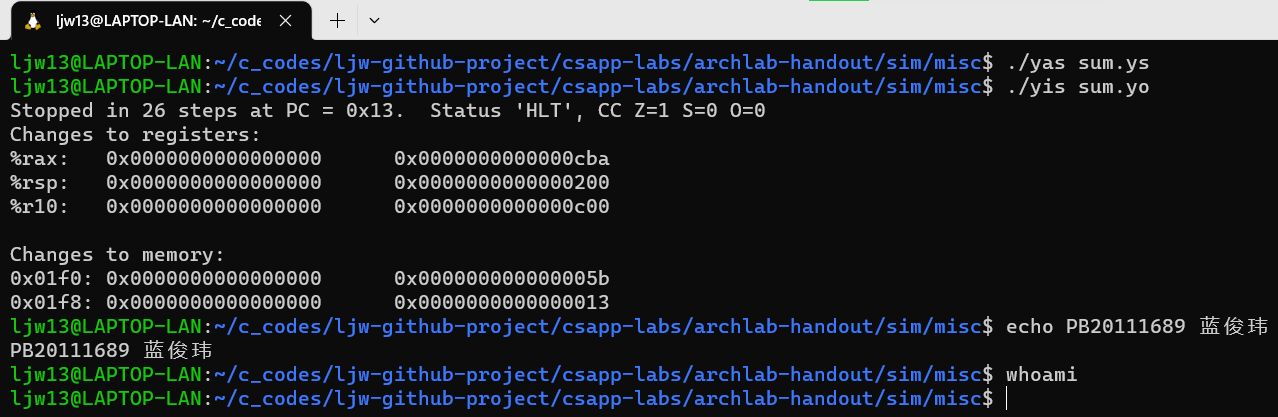 ljw13@LAPTOP-LAN: ~/c_code
ljw13@LAPTOP-LAN:~/c_codes/ljw-github-project/csapp-labs/archlab-handout/sim/misc$ ./yas sum.ys
ljw13@LAPTOP-LAN:~/c_codes/ljw-github-project/csapp-labs/archlab-handout/sim/misc$ ./yis sum.yo
Stopped in 26 steps at PC = 0x13.  Status 'HLT', CC Z=1 S=0 O=0
Changes to registers:
%rax:   0x0000000000000000      0x0000000000000cba
%rsp:   0x0000000000000000      0x0000000000000200
%r10:   0x0000000000000000      0x0000000000000c00
Changes to memory:
0x01f0: 0x0000000000000000      0x000000000000005b
0x01f8: 0x0000000000000000      0x0000000000000013
ljw13@LAPTOP-LAN:~/c_codes/ljw-github-project/csapp-labs/archlab-handout/sim/misc$ echo PB20111689 蓝俊玮
PB20111689 蓝俊玮
ljw13@LAPTOP-LAN:~/c_codes/ljw-github-project/csapp-labs/archlab-handout/sim/misc$ whoami
ljw13@LAPTOP-LAN:~/c_codes/ljw-github-project/csapp-labs/archlab-handout/sim/misc$